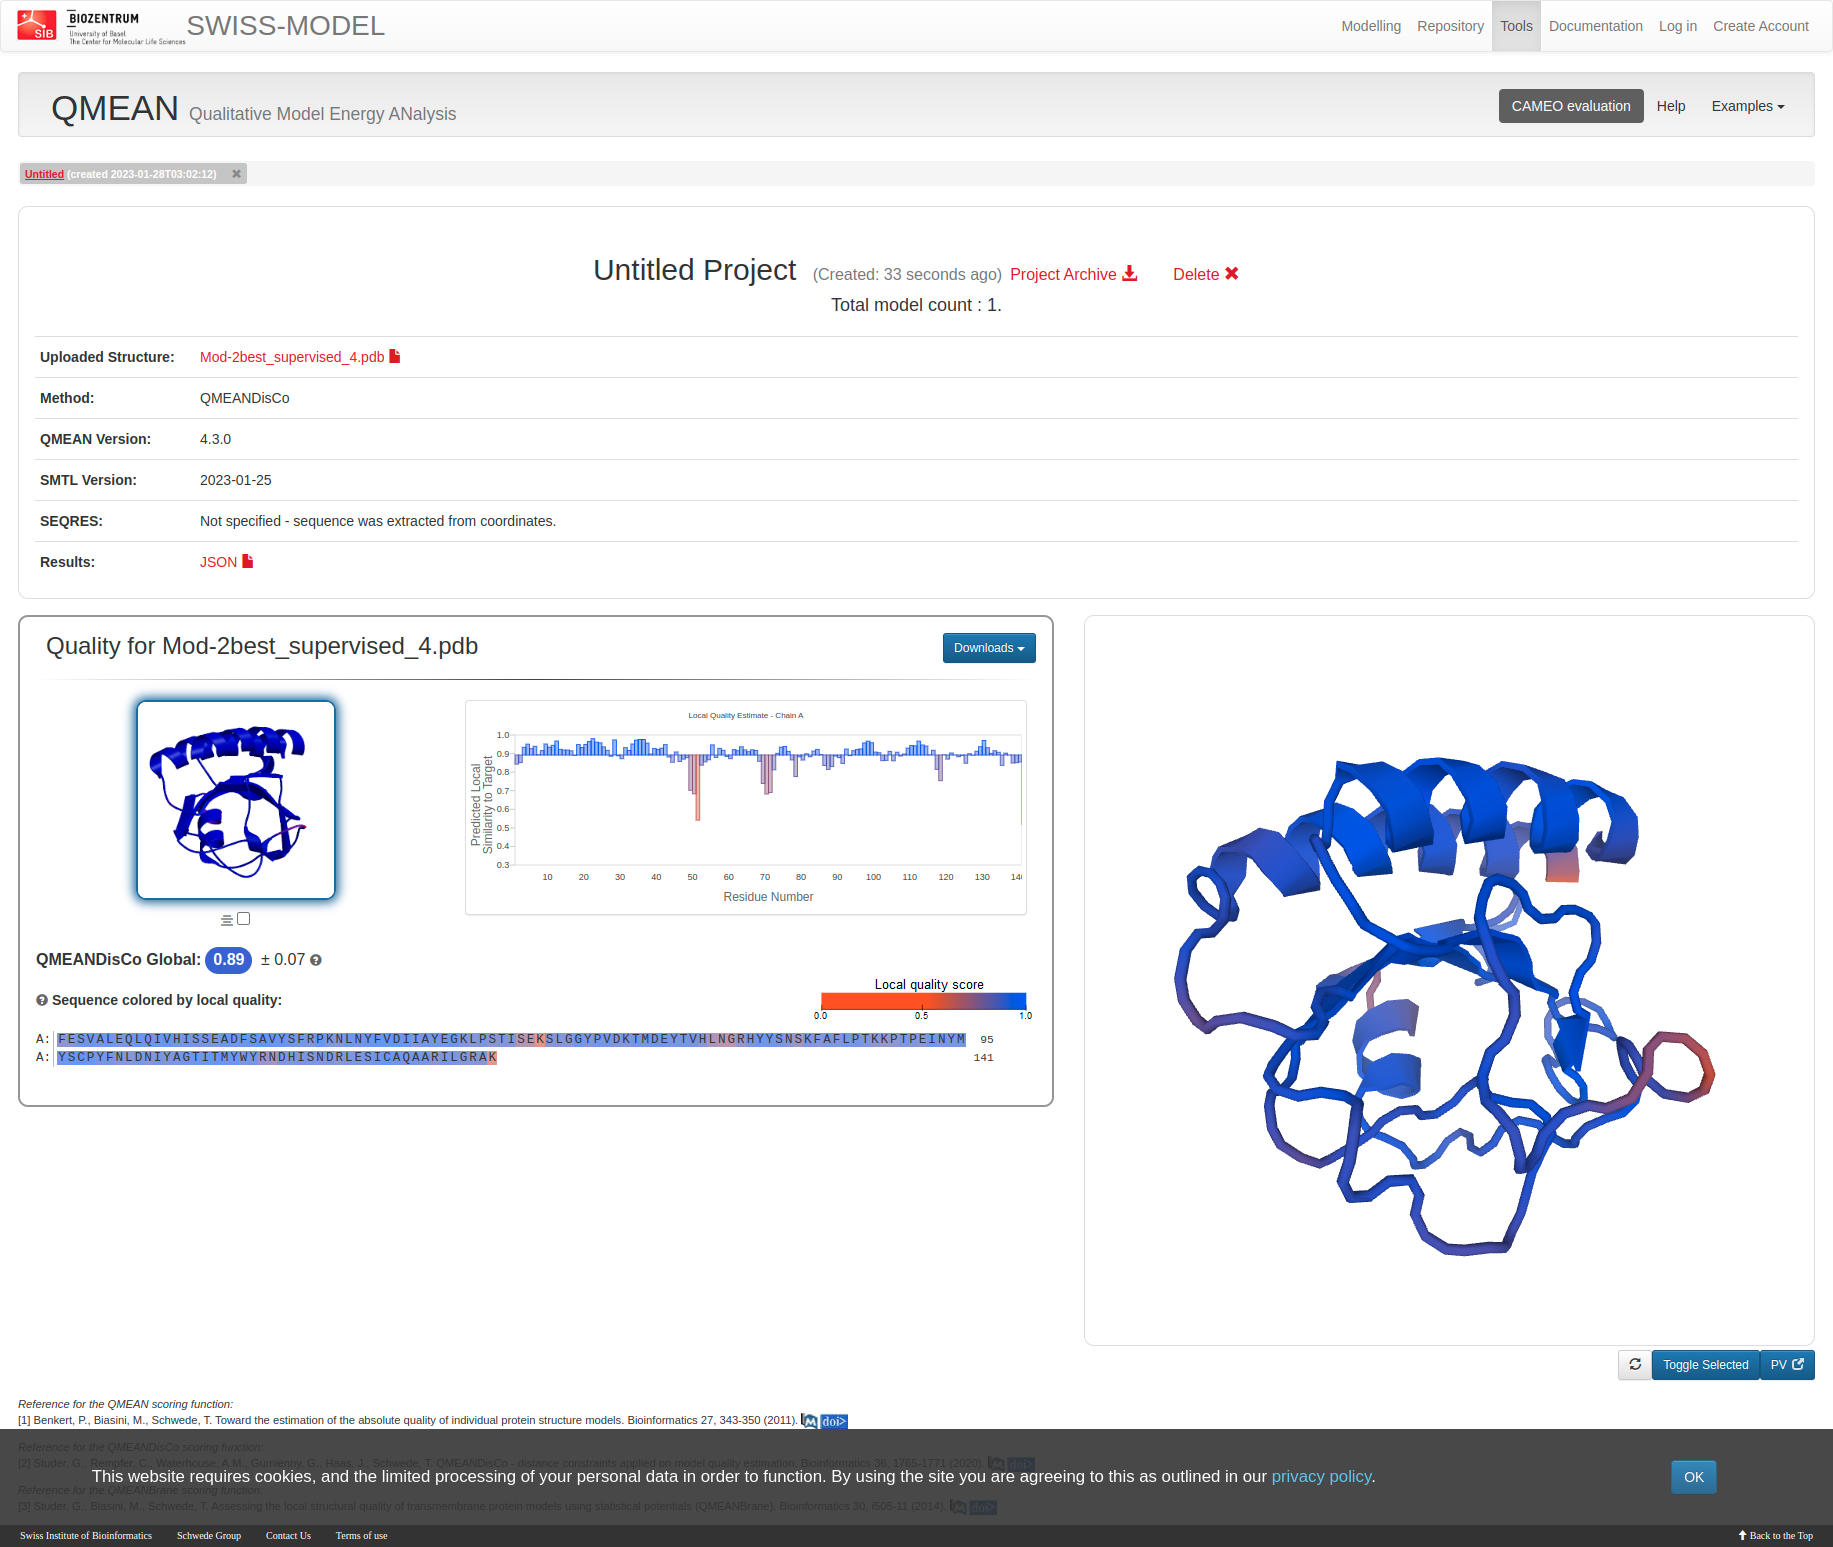 SIB
BIOZENTRUM
University of Basel
The Center for Molecular Life Sciences
SWISS-MODEL
Modelling Repository Tools Documentation Log in Create Account
QMEAN Qualitative Model Energy ANalysis
CAMEO evaluation Help Examples
Untitled (created 2023-01-28T03:02:12)
Untitled Project (Created: 33 seconds ago) Project Archive Delete
Total model count : 1.
Uploaded Structure: Mod-2best_supervised_4.pdb
Method: QMEANDisCo
QMEAN Version: 4.3.0
SMTL Version: 2023-01-25
SEQRES: Not specified - sequence was extracted from coordinates.
Results: JSON
Quality for Mod-2best_supervised_4.pdb
Downloads
Local Quality Estimate - Chain A
Predicted Local
Similarity to Target
1.0
0.9
0.8
0.7
0.6
0.5
0.4
0.3
10 20 30 40 50 60 70 80 90 100 110 120 130 140
Residue Number
QMEANDisCo Global: 0.89 ± 0.07
Sequence colored by local quality:
Local quality score
0.0 0.5 1.0
A: FESVALEQLQIVHISSEADFSAVYSFRPKNLNYFVDIIAYEGKLPSTISEKSLGGYPVDKTMDEYTVHLNGRHYYSNSKFAFLPTKKPTPEINYM 95
A: YSCPYFNLDNIYAGTITMYWYRNDHISNDRLESICAQAARILGRAK 141
Toggle Selected PV
Reference for the QMEAN scoring function:
[1] Benkert, P., Biasini, M., Schwede, T. Toward the estimation of the absolute quality of individual protein structure models. Bioinformatics 27, 343-350 (2011). doi>
Reference for the QMEANDisCo scoring function:
[2] Studer, G., Rempfer, C., Waterhouse, A.M., Gumienny, G., Haas, J., Schwede, T. QMEANDisCo - distance constraints applied on model quality estimation. Bioinformatics 36, 1765-1771 (2020). doi>
This website requires cookies, and the limited processing of your personal data in order to function. By using the site you are agreeing to this as outlined in our privacy policy.
OK
Reference for the QMEANBrane scoring function:
[3] Studer, G., Biasini, M., Schwede, T. Assessing the local structural quality of transmembrane protein models using statistical potentials (QMEANBrane). Bioinformatics 30, i505-11 (2014). doi>
Swiss Institute of Bioinformatics Schwede Group Contact Us Terms of use Back to the Top